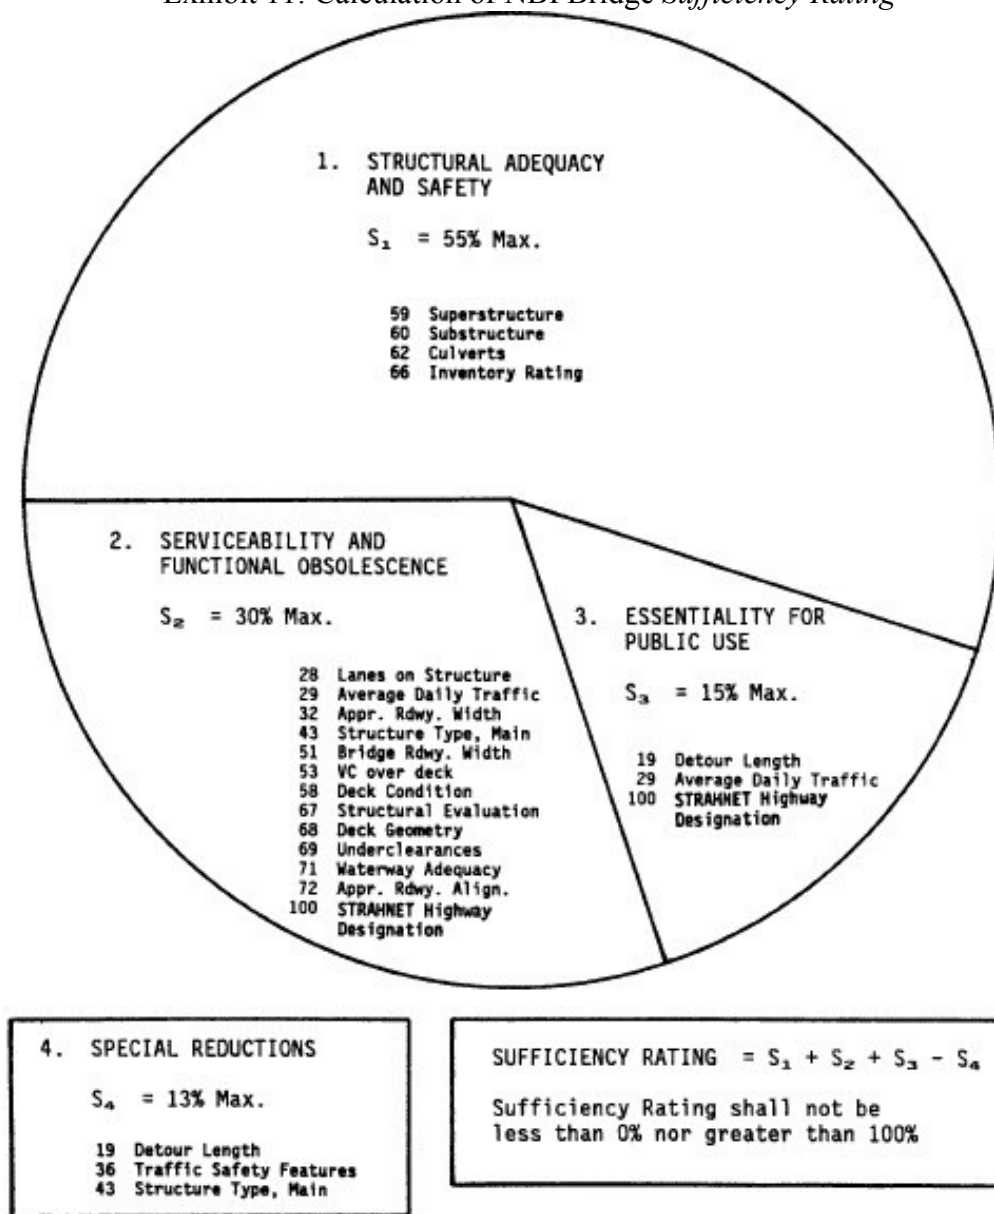 Exhibit 11: Calculation of NBI Bridge Sufficiency Rating
1. STRUCTURAL ADEQUACY
AND SAFETY
S₁ = 55% Max.
59 Superstructure
60 Substructure
62 Culverts
66 Inventory Rating
2. SERVICEABILITY AND
FUNCTIONAL OBSOLESCENCE
S₂ = 30% Max.
28 Lanes on Structure
29 Average Daily Traffic
32 Appr. Rdwy. Width
43 Structure Type, Main
51 Bridge Rdwy. Width
53 VC over deck
58 Deck Condition
67 Structural Evaluation
68 Deck Geometry
69 Underclearances
71 Waterway Adequacy
72 Appr. Rdwy. Align.
100 STRAHNET Highway
Designation
3. ESSENTIALITY FOR
PUBLIC USE
S₃ = 15% Max.
19 Detour Length
29 Average Daily Traffic
100 STRAHNET Highway
Designation
4. SPECIAL REDUCTIONS
S₄ = 13% Max.
19 Detour Length
36 Traffic Safety Features
43 Structure Type, Main
SUFFICIENCY RATING = S₁ + S₂ + S₃ - S₄
Sufficiency Rating shall not be
less than 0% nor greater than 100%